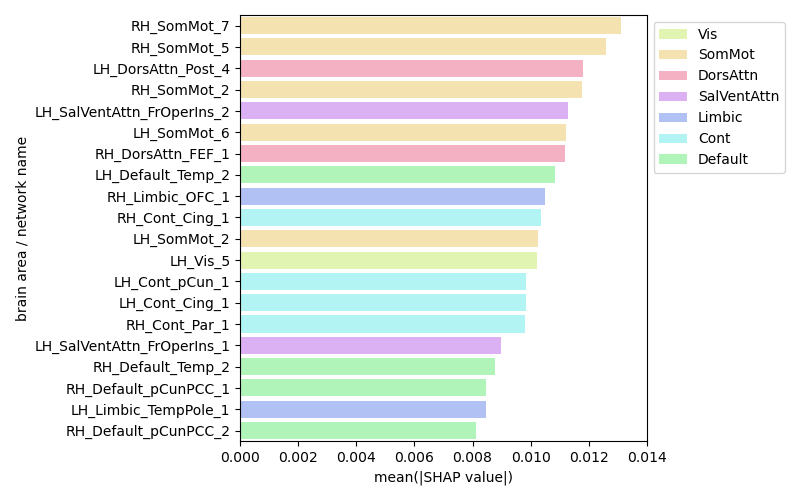 brain area / network name
RH_SomMot_7
RH_SomMot_5
LH_DorsAttn_Post_4
RH_SomMot_2
LH_SalVentAttn_FrOperIns_2
LH_SomMot_6
RH_DorsAttn_FEF_1
LH_Default_Temp_2
RH_Limbic_OFC_1
RH_Cont_Cing_1
LH_SomMot_2
LH_Vis_5
LH_Cont_pCun_1
LH_Cont_Cing_1
RH_Cont_Par_1
LH_SalVentAttn_FrOperIns_1
RH_Default_Temp_2
RH_Default_pCunPCC_1
LH_Limbic_TempPole_1
RH_Default_pCunPCC_2
0.000 0.002 0.004 0.006 0.008 0.010 0.012 0.014
mean(|SHAP value|)
Vis
SomMot
DorsAttn
SalVentAttn
Limbic
Cont
Default